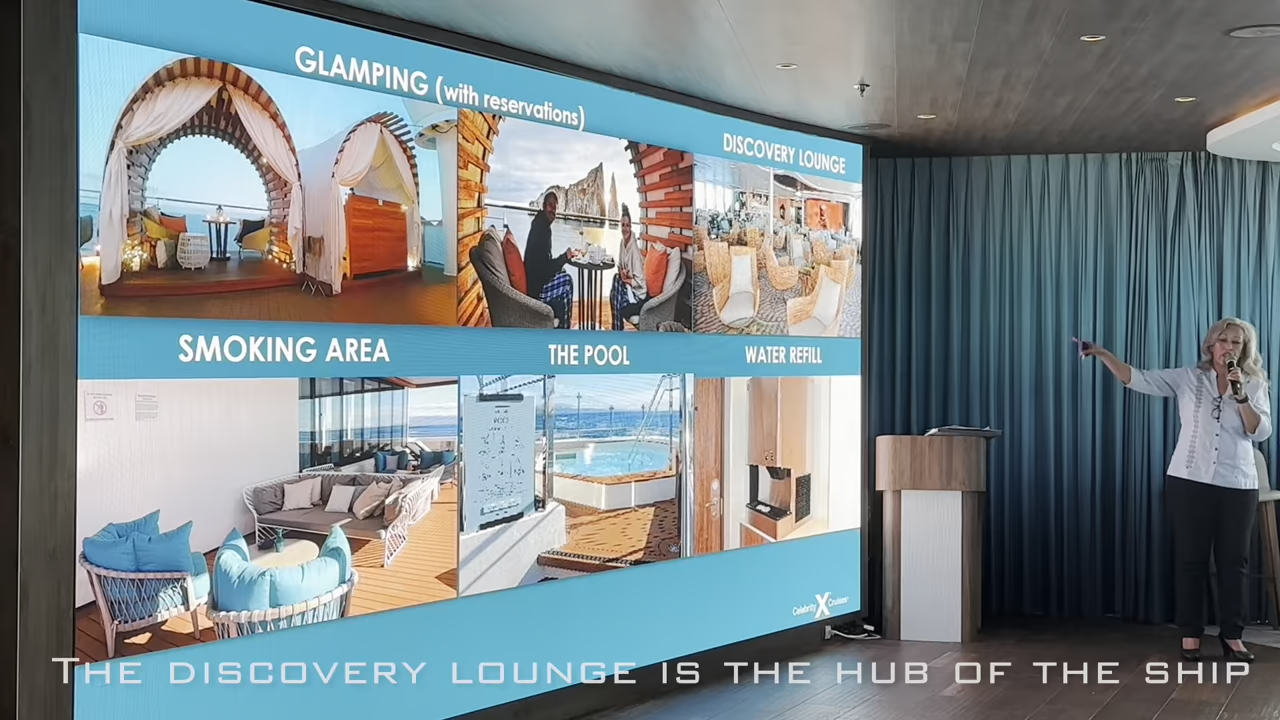 GLAMPING (with reservations)
DISCOVERY LOUNGE
SMOKING AREA
THE POOL
WATER REFILL
Celebrity X Cruises
The discovery lounge is the hub of the ship